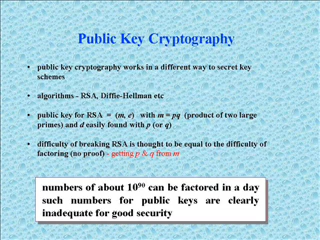 Public Key Cryptography
• public key cryptography works in a different way to secret key
schemes
• algorithms - RSA, Diffie-Hellman etc
• public key for RSA = (m, e) with m = pq (product of two large
primes) and d easily found with p (or q)
• difficulty of breaking RSA is thought to be equal to the difficulty of
factoring (no proof) - getting p & q from m
numbers of about 10⁹⁰ can be factored in a day
such numbers for public keys are clearly
inadequate for good security